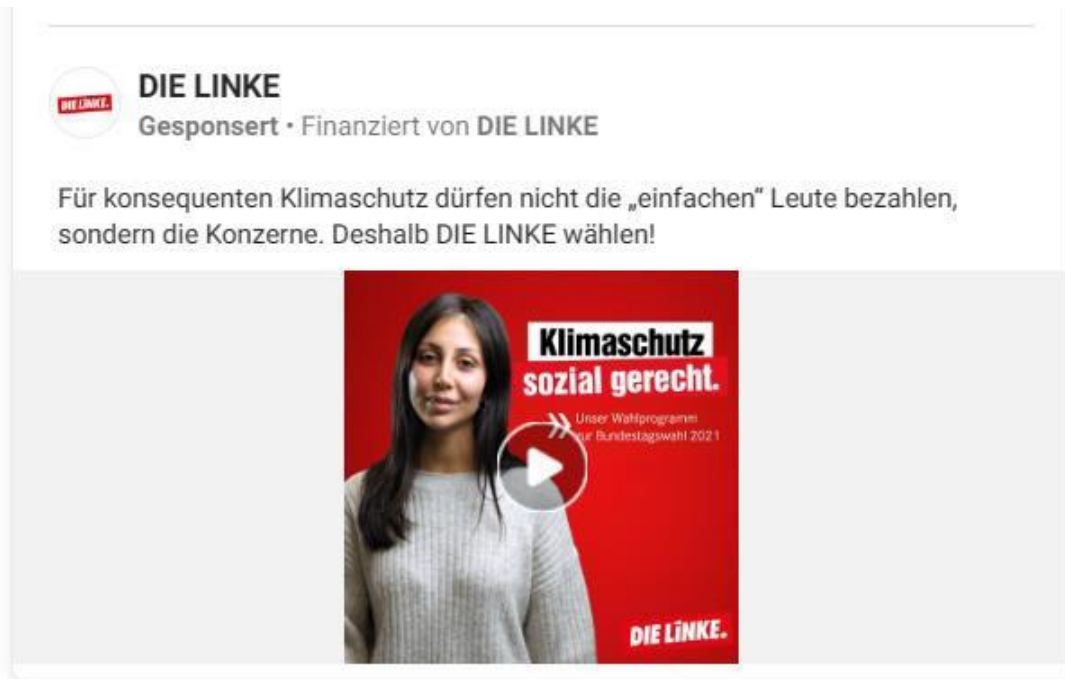 DIE LINKE
DIE LINKE.
Gesponsert · Finanziert von DIE LINKE
Für konsequenten Klimaschutz dürfen nicht die „einfachen“ Leute bezahlen,
sondern die Konzerne. Deshalb DIE LINKE wählen!
Klimaschutz
sozial gerecht.
Unser Wahlprogramm
zur Bundestagswahl 2021
DIE LINKE.